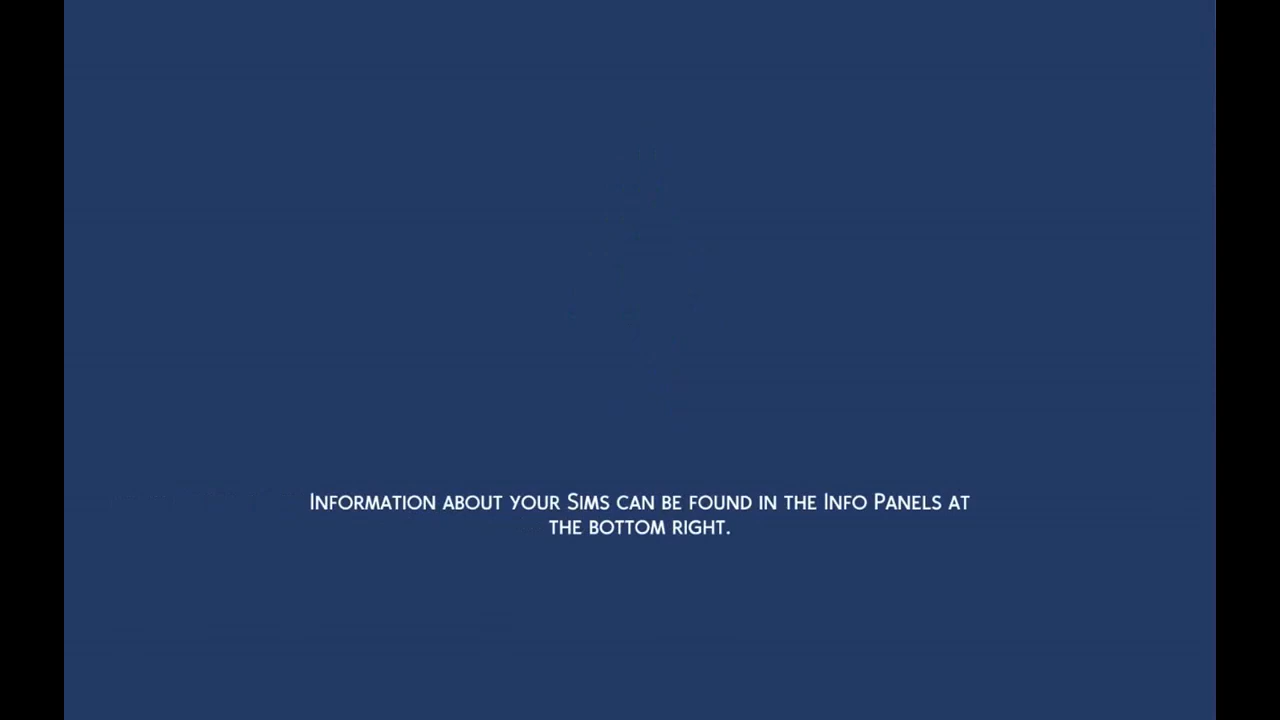 Information about your Sims can be found in the Info Panels at
the bottom right.